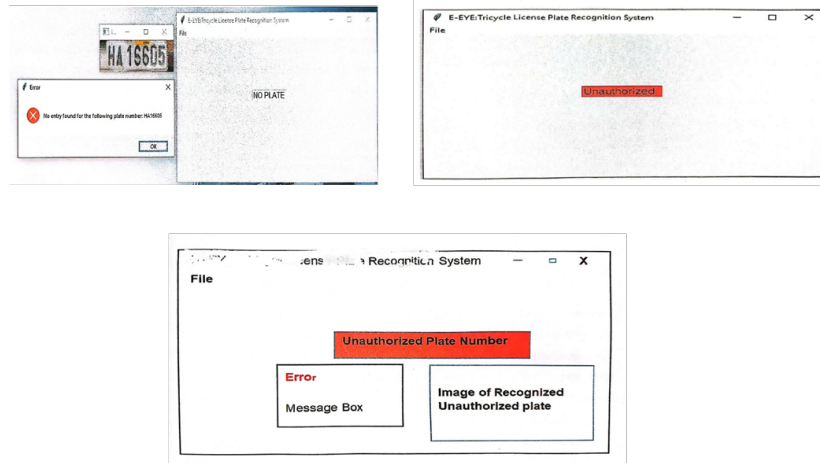 E-EYE:Tricycle License Plate Recognition System
File
HA 16605
Error
No entry found for the following plate number: HA16605
OK
NO PLATE
E-EYE:Tricycle License Plate Recognition System
File
Unauthorized
Recognition System
File
Unauthorized Plate Number
Error
Message Box
Image of Recognized
Unauthorized plate